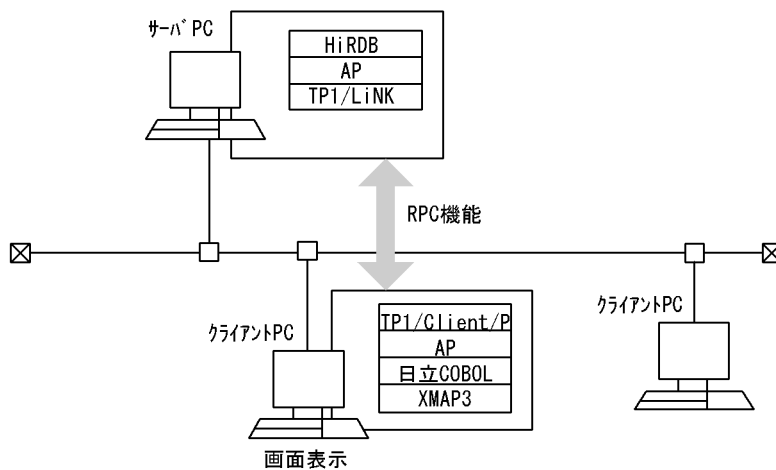 ｻｰﾊﾞPC
HiRDB
AP
TP1/LiNK
RPC機能
ｸﾗｲｱﾝﾄPC
ｸﾗｲｱﾝﾄPC
TP1/Client/P
AP
日立COBOL
XMAP3
画面表示